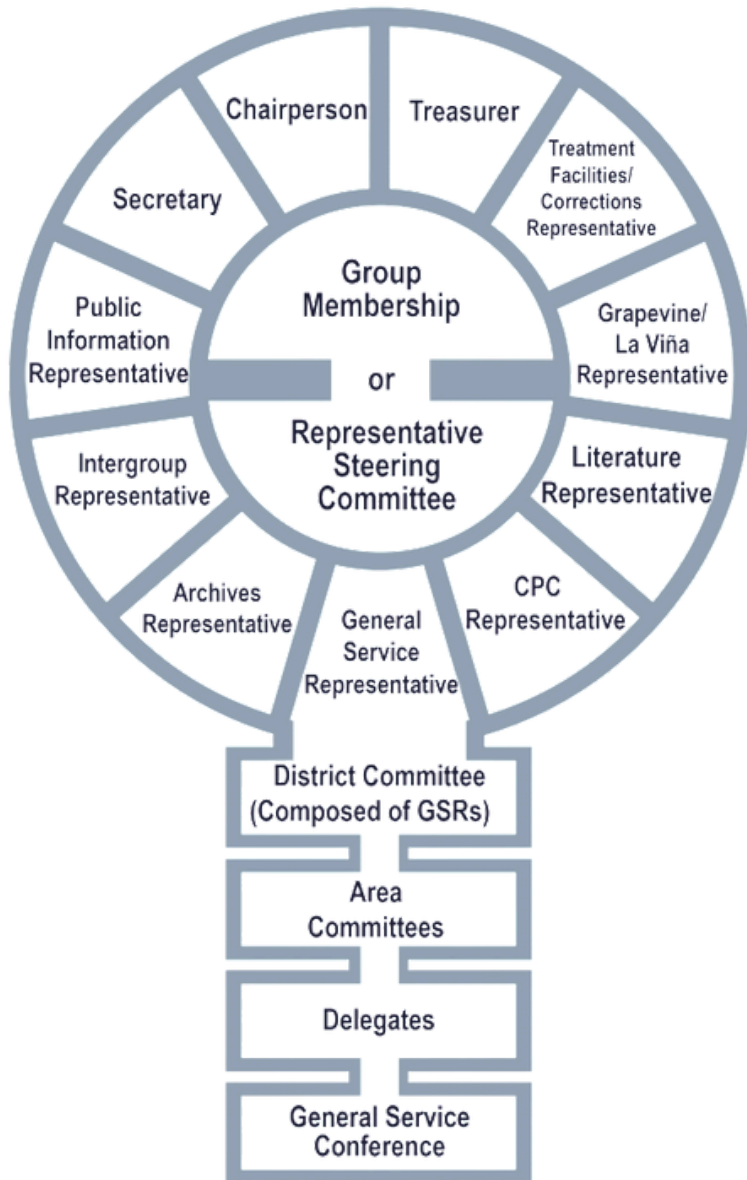 Chairperson
Treasurer
Treatment
Facilities/
Corrections
Representative
Secretary
Group
Membership
Public
Information
Representative
Grapevine/
La Viña
Representative
or
Representative
Steering
Committee
Intergroup
Representative
Literature
Representative
Archives
Representative
General
Service
Representative
CPC
Representative
District Committee
(Composed of GSRs)
Area
Committees
Delegates
General Service
Conference